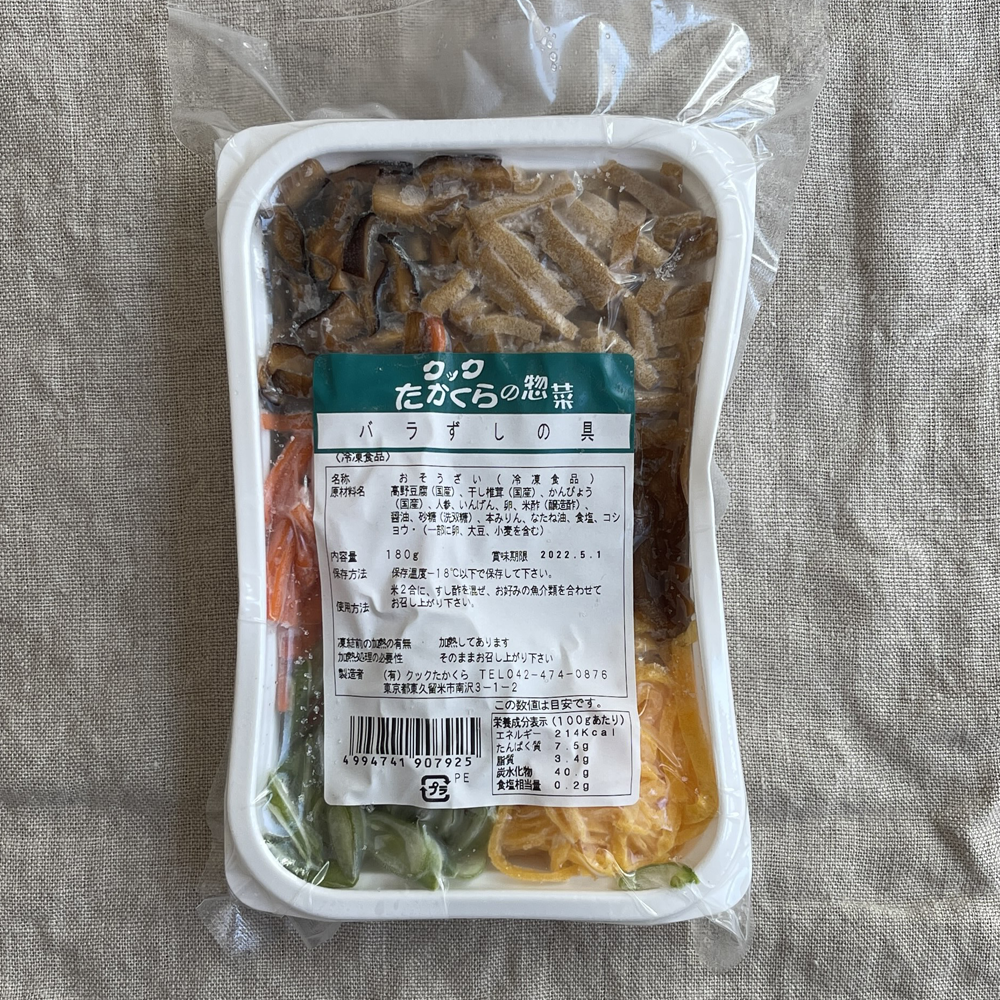 クック
たかくらの惣菜
バラずしの具
(冷凍食品)
名称 おそうざい(冷凍食品)
原材料名 高野豆腐(国産)、干し椎茸(国産)、かんぴょう
(国産)、人参、いんげん、卵、米酢(醸造酢)、
醤油、砂糖(洗双糖)、本みりん、なたね油、食塩、コシ
ョウ・(一部に卵、大豆、小麦を含む)
内容量 180g 賞味期限 2022.5.1
保存方法 保存温度-18℃以下で保存して下さい。
使用方法 米2合に、すし酢を混ぜ、お好みの魚介類を合わせて
お召し上がり下さい。
凍結前の加熱の有無 加熱してあります
加熱処理の必要性 そのままお召し上がり下さい
製造者 (有)クックたかくら TEL042-474-0876
東京都東久留米市南沢3-1-2
この数値は目安です。
栄養成分表示(100gあたり)
エネルギー 214Kcal
たんぱく質 7.5g
脂質 3.4g
炭水化物 40.g
食塩相当量 0.2g
4994741907925
プラ
PE